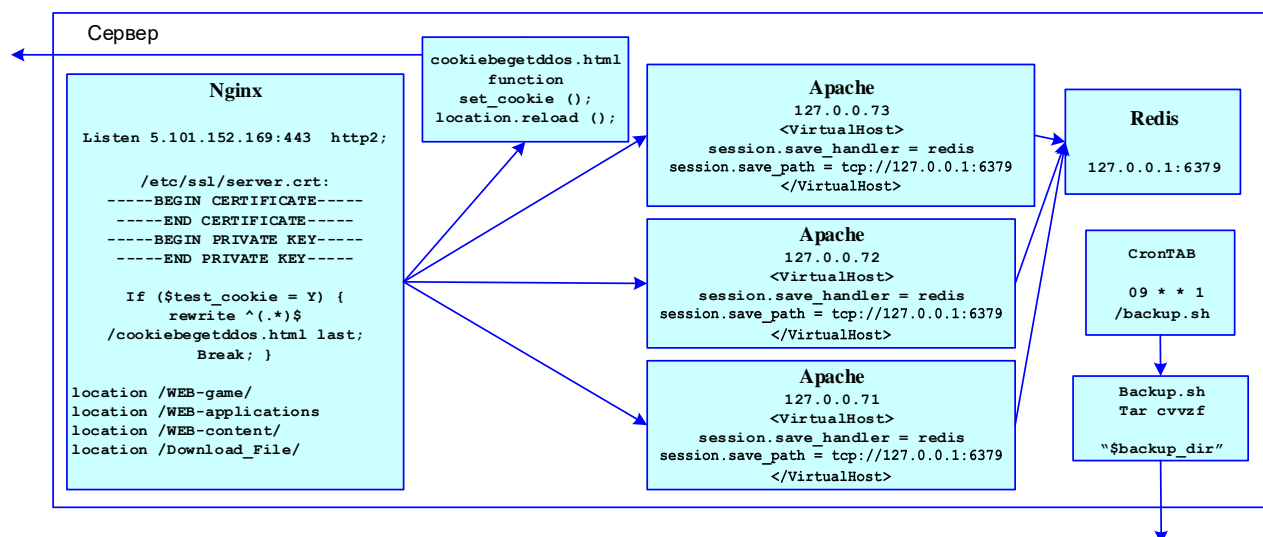 Сервер
Nginx
Listen 5.101.152.169:443 http2;
/etc/ssl/server.crt:
-----BEGIN CERTIFICATE-----
-----END CERTIFICATE-----
-----BEGIN PRIVATE KEY-----
-----END PRIVATE KEY-----
If ($test_cookie = Y) {
rewrite ^(.*)$
/cookiebegetddos.html last;
Break; }
location /WEB-game/
location /WEB-applications
location /WEB-content/
location /Download_File/
cookiebegetddos.html
function
set_cookie ();
location.reload ();
Apache
127.0.0.73
<VirtualHost>
session.save_handler = redis
session.save_path = tcp://127.0.0.1:6379
</VirtualHost>
Apache
127.0.0.72
<VirtualHost>
session.save_handler = redis
session.save_path = tcp://127.0.0.1:6379
</VirtualHost>
Apache
127.0.0.71
<VirtualHost>
session.save_handler = redis
session.save_path = tcp://127.0.0.1:6379
</VirtualHost>
Redis
127.0.0.1:6379
CronTAB
09 * * 1
/backup.sh
Backup.sh
Tar cvvzf
“$backup_dir”